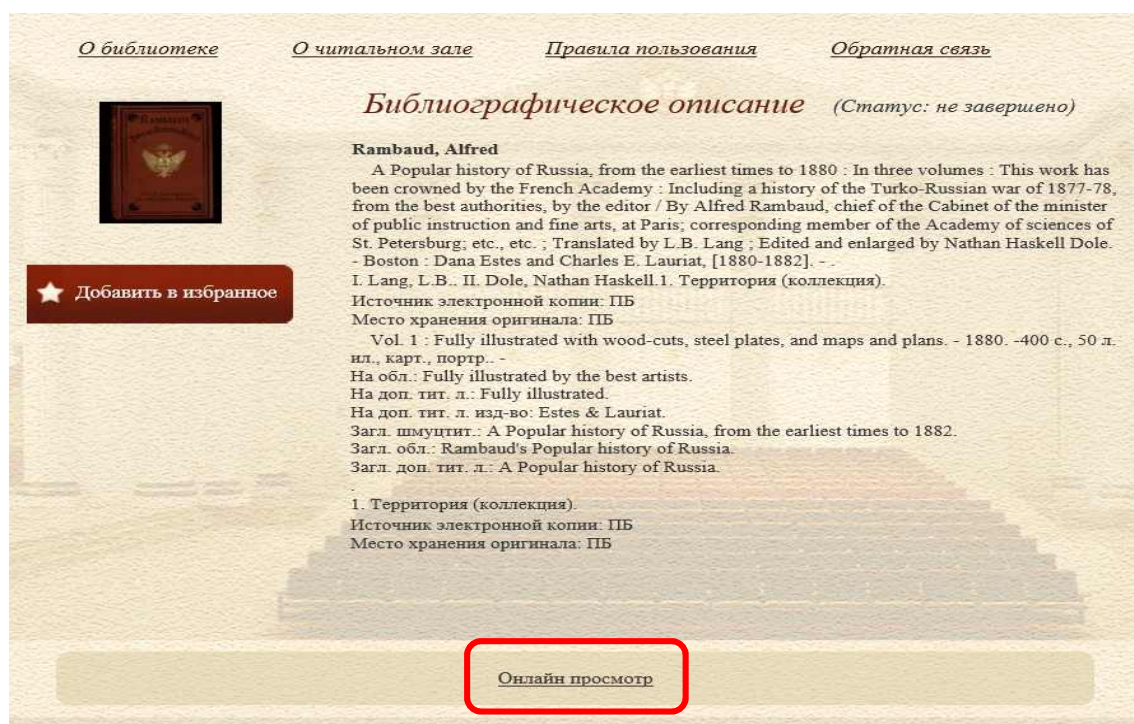 О библиотеке О читальном зале Правила пользования Обратная связь
Библиографическое описание (Статус: не завершено)
RAMBAUD'S
Rambaud, Alfred
A Popular history of Russia, from the earliest times to 1880 : In three volumes : This work has
been crowned by the French Academy : Including a history of the Turko-Russian war of 1877-78,
from the best authorities, by the editor / By Alfred Rambaud, chief of the Cabinet of the minister
of public instruction and fine arts, at Paris; corresponding member of the Academy of sciences of
St. Petersburg; etc., etc. ; Translated by L.B. Lang ; Edited and enlarged by Nathan Haskell Dole.
- Boston : Dana Estes and Charles E. Lauriat, [1880-1882]. - .
I. Lang, L.B.. II. Dole, Nathan Haskell.1. Территория (коллекция).
Источник электронной копии: ПБ
Место хранения оригинала: ПБ
Vol. 1 : Fully illustrated with wood-cuts, steel plates, and maps and plans. - 1880. -400 с., 50 л.
ил., карт., портр.. -
На обл.: Fully illustrated by the best artists.
На доп. тит. л.: Fully illustrated.
На доп. тит. л. изд-во: Estes & Lauriat.
Загл. шмуцтит.: A Popular history of Russia, from the earliest times to 1882.
Загл. обл.: Rambaud's Popular history of Russia.
Загл. доп. тит. л.: A Popular history of Russia.
.
1. Территория (коллекция).
Источник электронной копии: ПБ
Место хранения оригинала: ПБ
Добавить в избранное
Онлайн просмотр